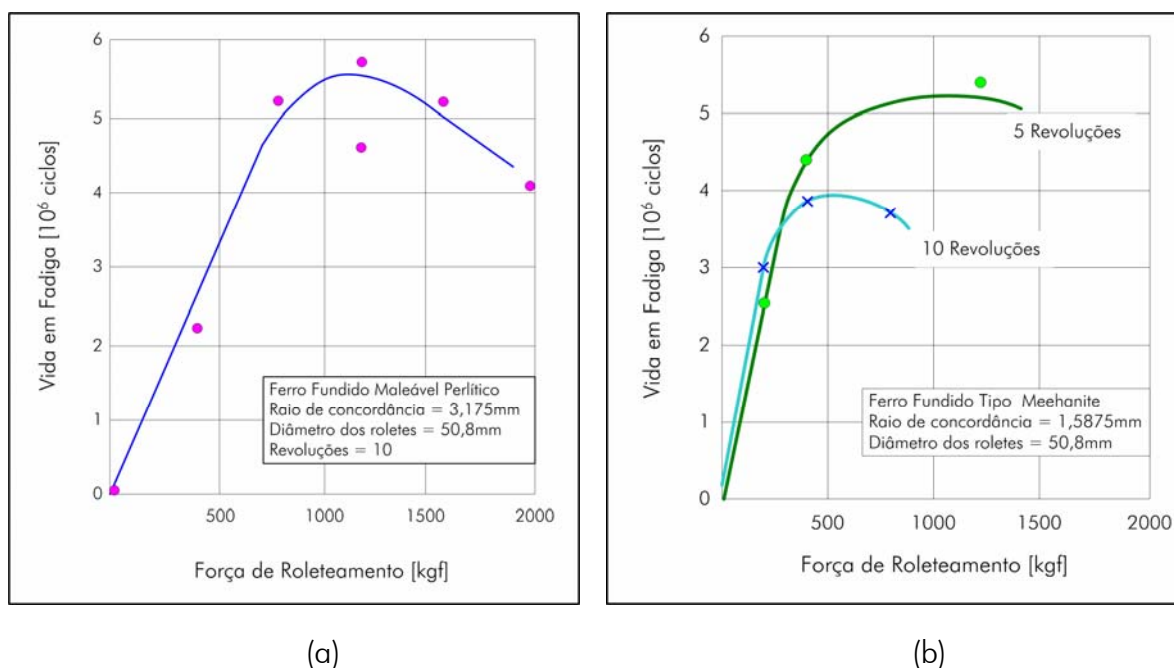 6
5
4
3
2
1
0
Vida em Fadiga [10⁶ ciclos]
Ferro Fundido Maleável Perlítico
Raio de concordância = 3,175mm
Diâmetro dos roletes = 50,8mm
Revoluções = 10
500
1000
1500
2000
Força de Roleteamento [kgf]
(a)
6
5
4
3
2
1
0
Vida em Fadiga [10⁶ ciclos]
5 Revoluções
10 Revoluções
Ferro Fundido Tipo Meehanite
Raio de concordância = 1,5875mm
Diâmetro dos roletes = 50,8mm
500
1000
1500
2000
Força de Roleteamento [kgf]
(b)